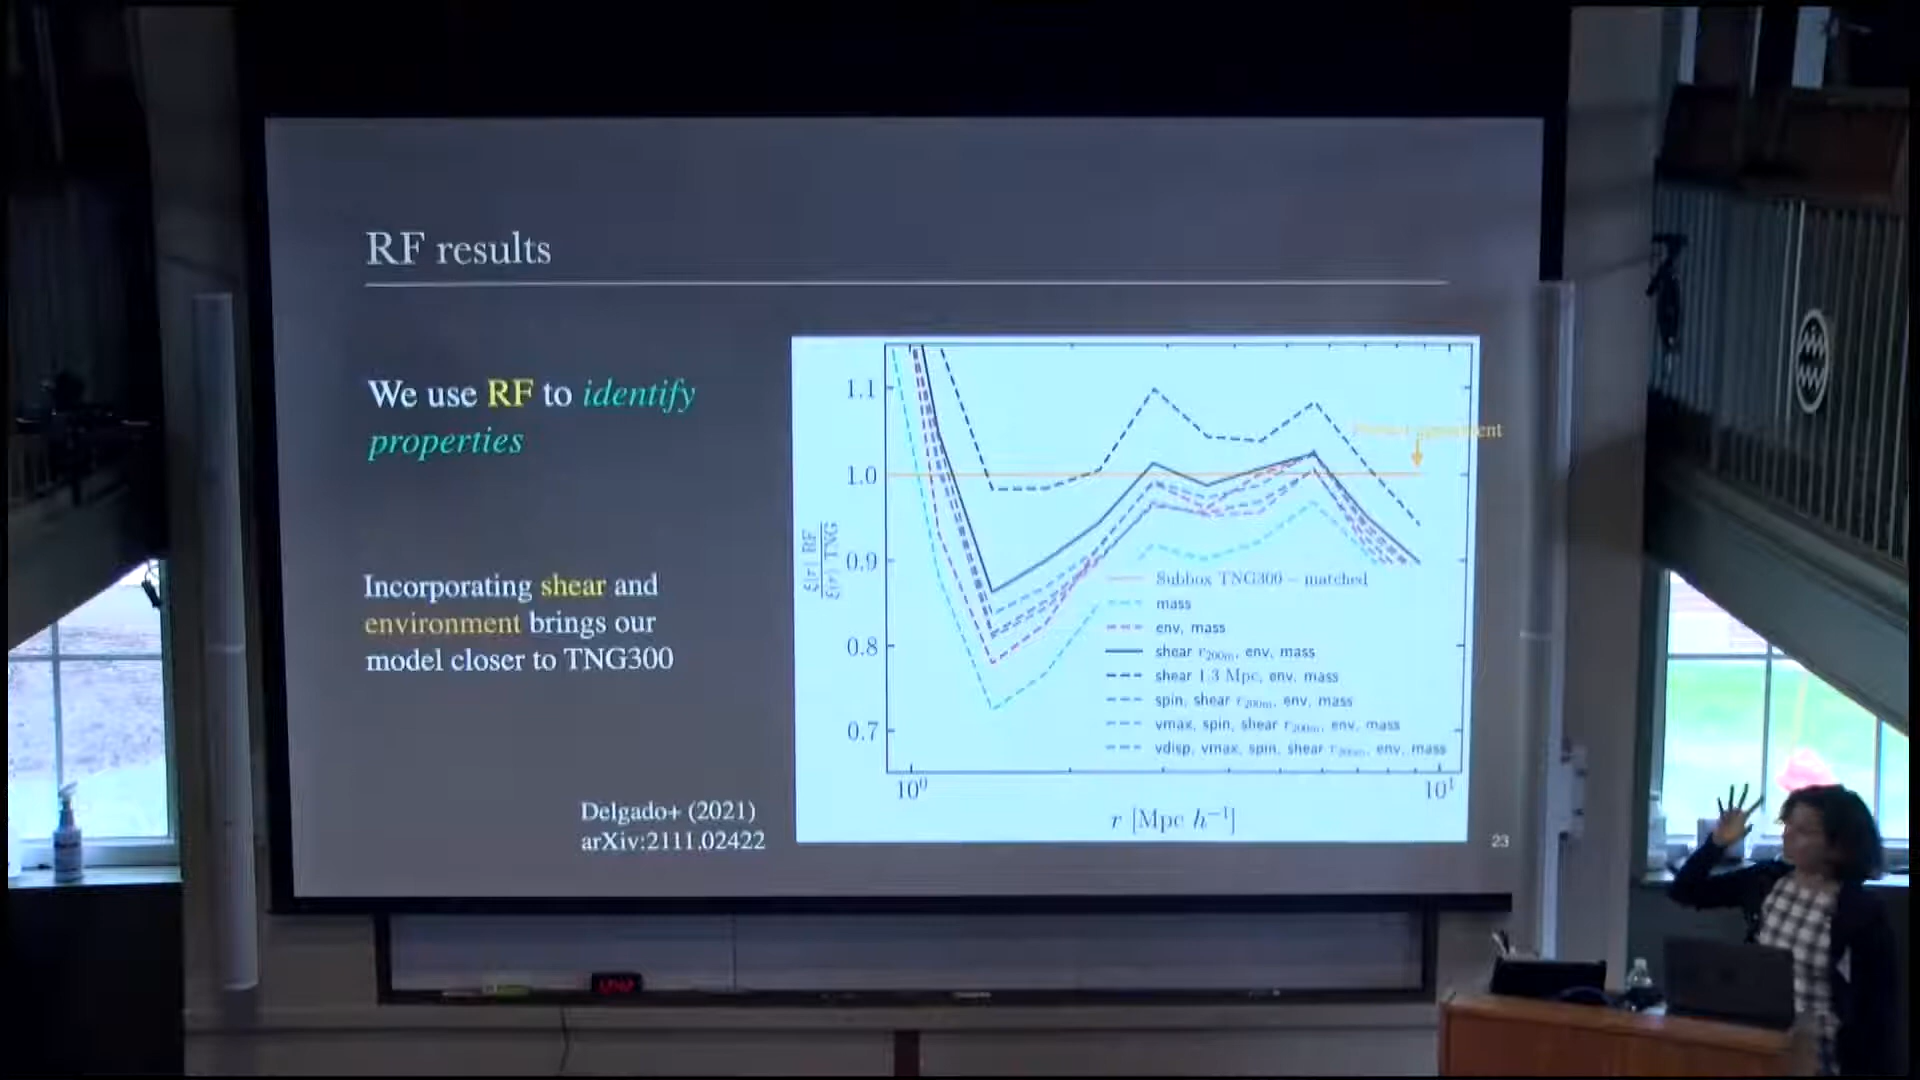 RF results
We use RF to identify
properties
Incorporating shear and
environment brings our
model closer to TNG300
Delgado+ (2021)
arXiv:2111.02422
1.1
1.0
0.9
0.8
0.7
ξ(r) RF
ξ(r) TNG
Subbox TNG300 – matched
mass
env, mass
shear r200m, env, mass
shear 1.3 Mpc, env, mass
spin, shear r200m, env, mass
vmax, spin, shear r200m, env, mass
vdisp, vmax, spin, shear r200m, env, mass
10⁰
10¹
r [Mpc h⁻¹]
23